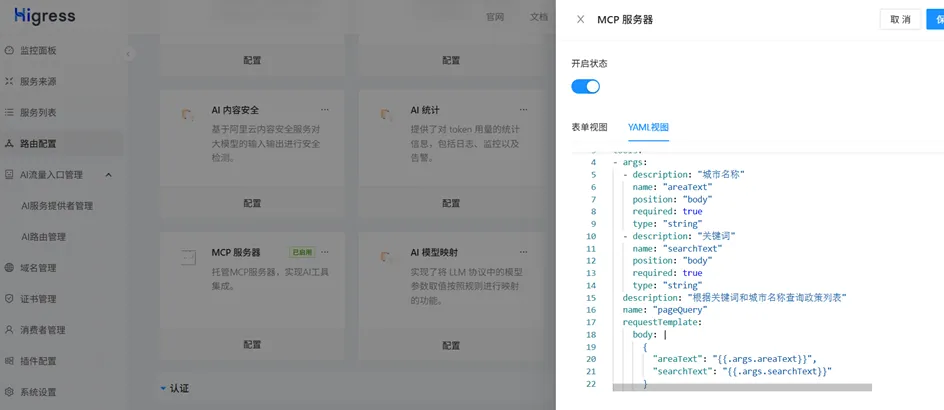 Higress
官网
文档
监控面板
服务来源
服务列表
路由配置
AI流量入口管理
AI服务提供者管理
AI路由管理
域名管理
证书管理
消费者管理
插件配置
系统设置
配置
配置
AI 内容安全
基于阿里云内容安全服务对
大模型的输入输出进行安全
检测。
配置
AI 统计
提供了对 token 用量的统计
信息，包括日志、监控以及
告警。
配置
MCP 服务器
已启用
托管MCP服务器，实现AI工具
集成。
配置
AI 模型映射
实现了将 LLM 协议中的模型
参数取值按照规则进行映射
的功能。
配置
认证
MCP 服务器
取 消
开启状态
表单视图
YAML视图
4 - args:
5 - description: "城市名称"
6 name: "areaText"
7 position: "body"
8 required: true
9 type: "string"
10 - description: "关键词"
11 name: "searchText"
12 position: "body"
13 required: true
14 type: "string"
15 description: "根据关键词和城市名称查询政策列表"
16 name: "pageQuery"
17 requestTemplate:
18 body: |
19 {
20 "areaText": "{{.args.areaText}}",
21 "searchText": "{{.args.searchText}}"
22 }